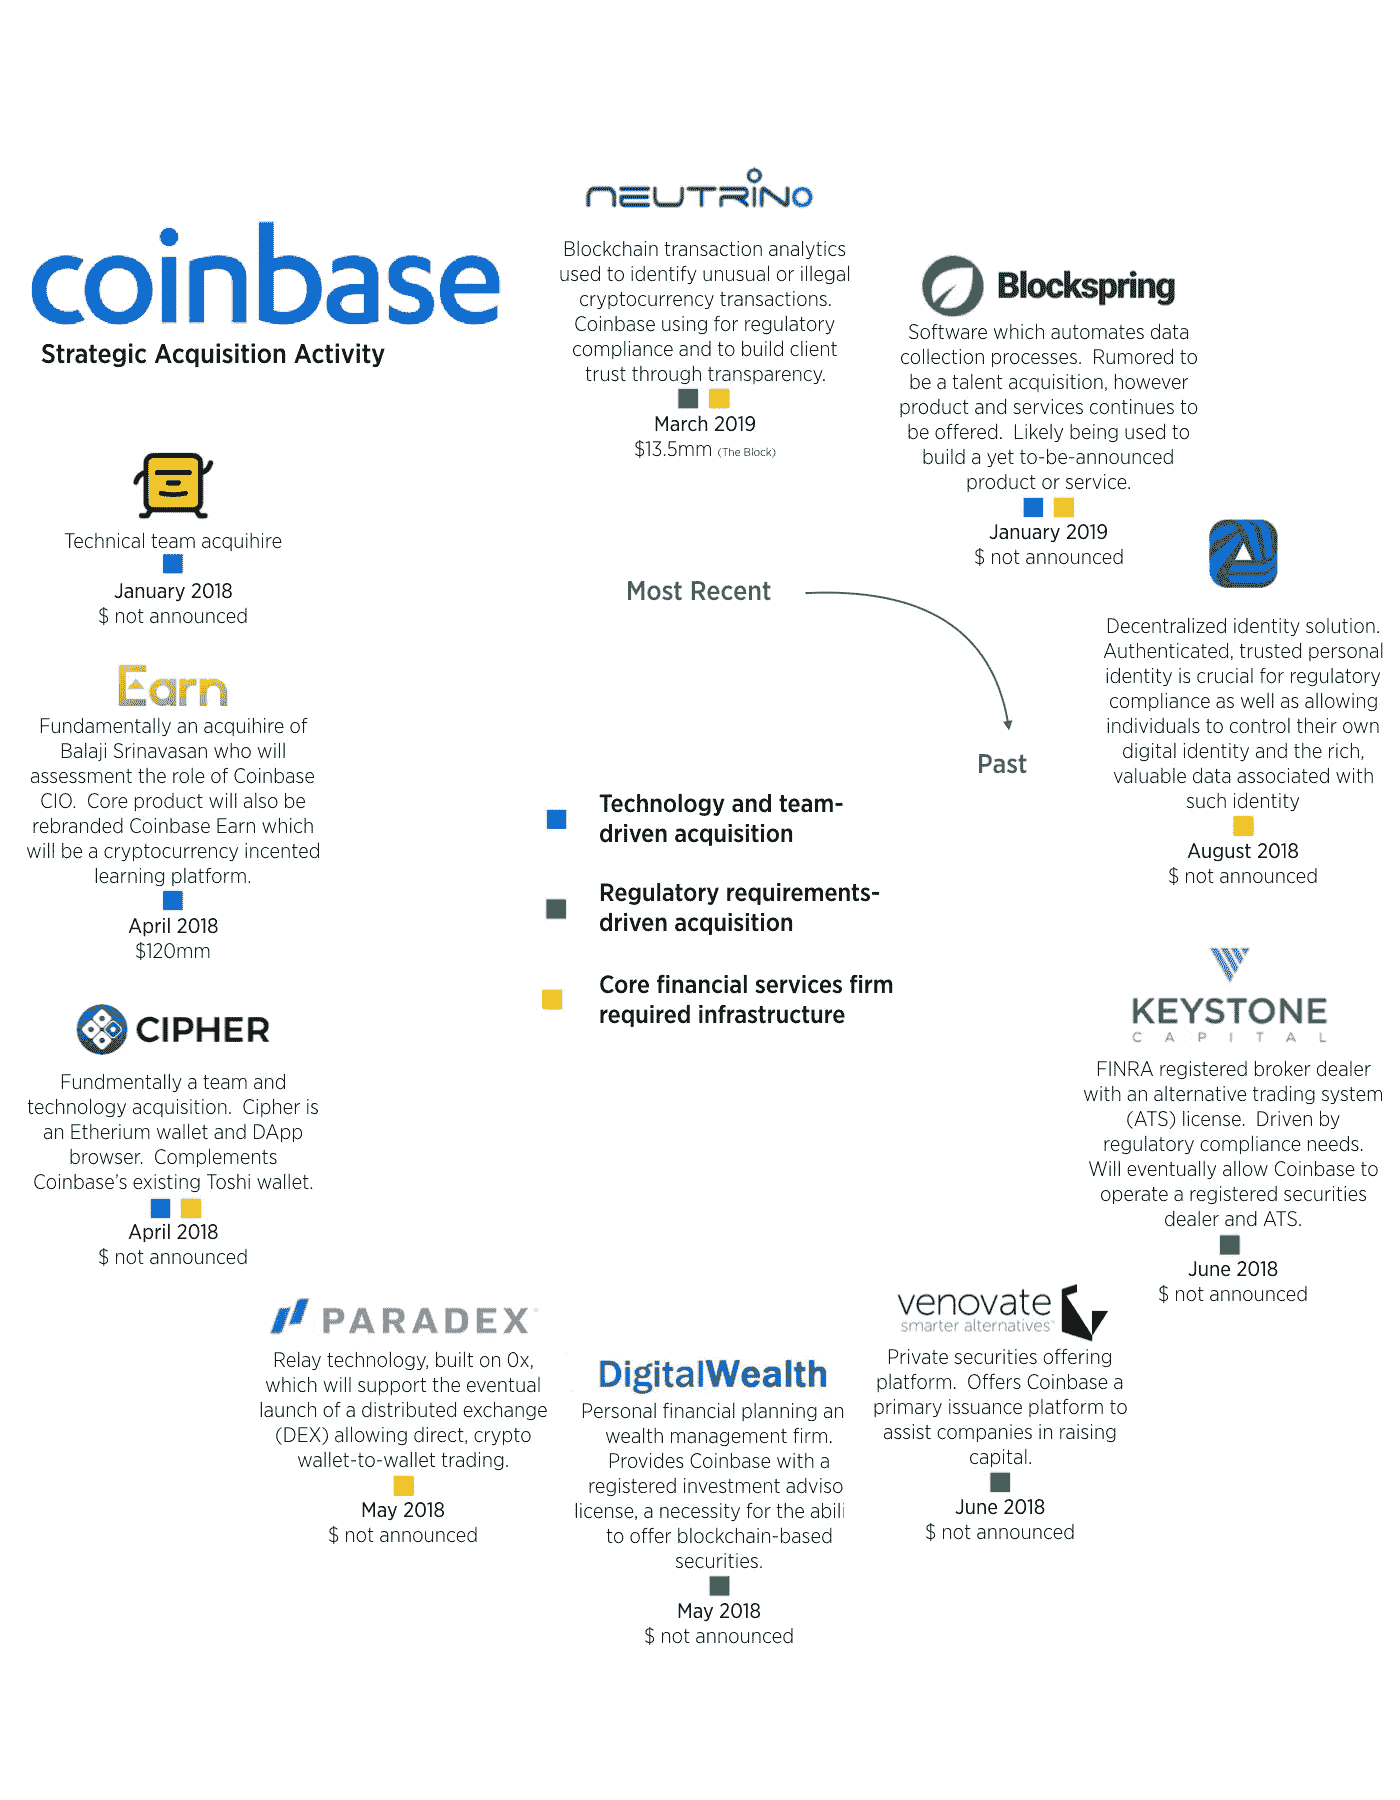 coinbase
Strategic Acquisition Activity
NEUTRINO
Blockchain transaction analytics
used to identify unusual or illegal
cryptocurrency transactions.
Coinbase using for regulatory
compliance and to build client
trust through transparency.
March 2019
$13.5mm (The Block)
Blockspring
Software which automates data
collection processes.  Rumored to
be a talent acquisition, however
product and services continues to
be offered.  Likely being used to
build a yet to-be-announced
product or service.
January 2019
$ not announced
Decentralized identity solution.
Authenticated, trusted personal
identity is crucial for regulatory
compliance as well as allowing
individuals to control their own
digital identity and the rich,
valuable data associated with
such identity
August 2018
$ not announced
KEYSTONE
CAPITAL
FINRA registered broker dealer
with an alternative trading system
(ATS) license.  Driven by
regulatory compliance needs.
Will eventually allow Coinbase to
operate a registered securities
dealer and ATS.
June 2018
$ not announced
venovate
smarter alternatives™
Private securities offering
platform.  Offers Coinbase a
primary issuance platform to
assist companies in raising
capital.
June 2018
$ not announced
DigitalWealth
Personal financial planning an
wealth management firm.
Provides Coinbase with a
registered investment adviso
license, a necessity for the abili
to offer blockchain-based
securities.
May 2018
$ not announced
PARADEX
Relay technology, built on 0x,
which will support the eventual
launch of a distributed exchange
(DEX) allowing direct, crypto
wallet-to-wallet trading.
May 2018
$ not announced
CIPHER
Fundmentally a team and
technology acquisition.  Cipher is
an Etherium wallet and DApp
browser.  Complements
Coinbase's existing Toshi wallet.
April 2018
$ not announced
Earn
Fundamentally an acquihire of
Balaji Srinavasan who will
assessment the role of Coinbase
CIO.  Core product will also be
rebranded Coinbase Earn which
will be a cryptocurrency incented
learning platform.
April 2018
$120mm
Technical team acquihire
January 2018
$ not announced
Most Recent
Past
Technology and team-
driven acquisition
Regulatory requirements-
driven acquisition
Core financial services firm
required infrastructure